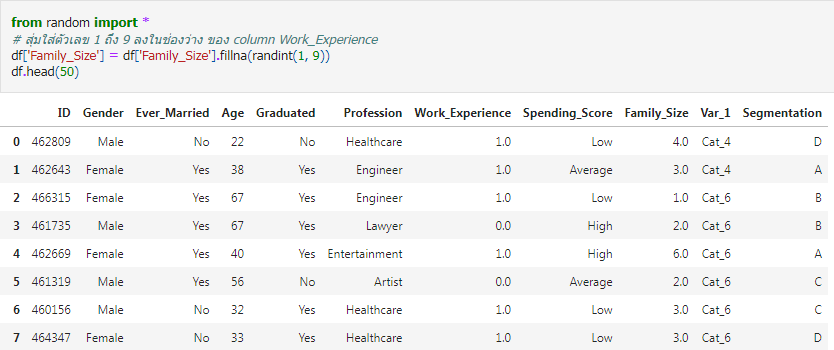 from random import *
# สุ่มใส่ตัวเลข 1 ถึง 9 ลงในช่องว่าง ของ column Work_Experience
df['Family_Size'] = df['Family_Size'].fillna(randint(1, 9))
df.head(50)
ID Gender Ever_Married Age Graduated Profession Work_Experience Spending_Score Family_Size Var_1 Segmentation
0 462809 Male No 22 No Healthcare 1.0 Low 4.0 Cat_4 D
1 462643 Female Yes 38 Yes Engineer 1.0 Average 3.0 Cat_4 A
2 466315 Female Yes 67 Yes Engineer 1.0 Low 1.0 Cat_6 B
3 461735 Male Yes 67 Yes Lawyer 0.0 High 2.0 Cat_6 B
4 462669 Female Yes 40 Yes Entertainment 1.0 High 6.0 Cat_6 A
5 461319 Male Yes 56 No Artist 0.0 Average 2.0 Cat_6 C
6 460156 Male No 32 Yes Healthcare 1.0 Low 3.0 Cat_6 C
7 464347 Female No 33 Yes Healthcare 1.0 Low 3.0 Cat_6 D